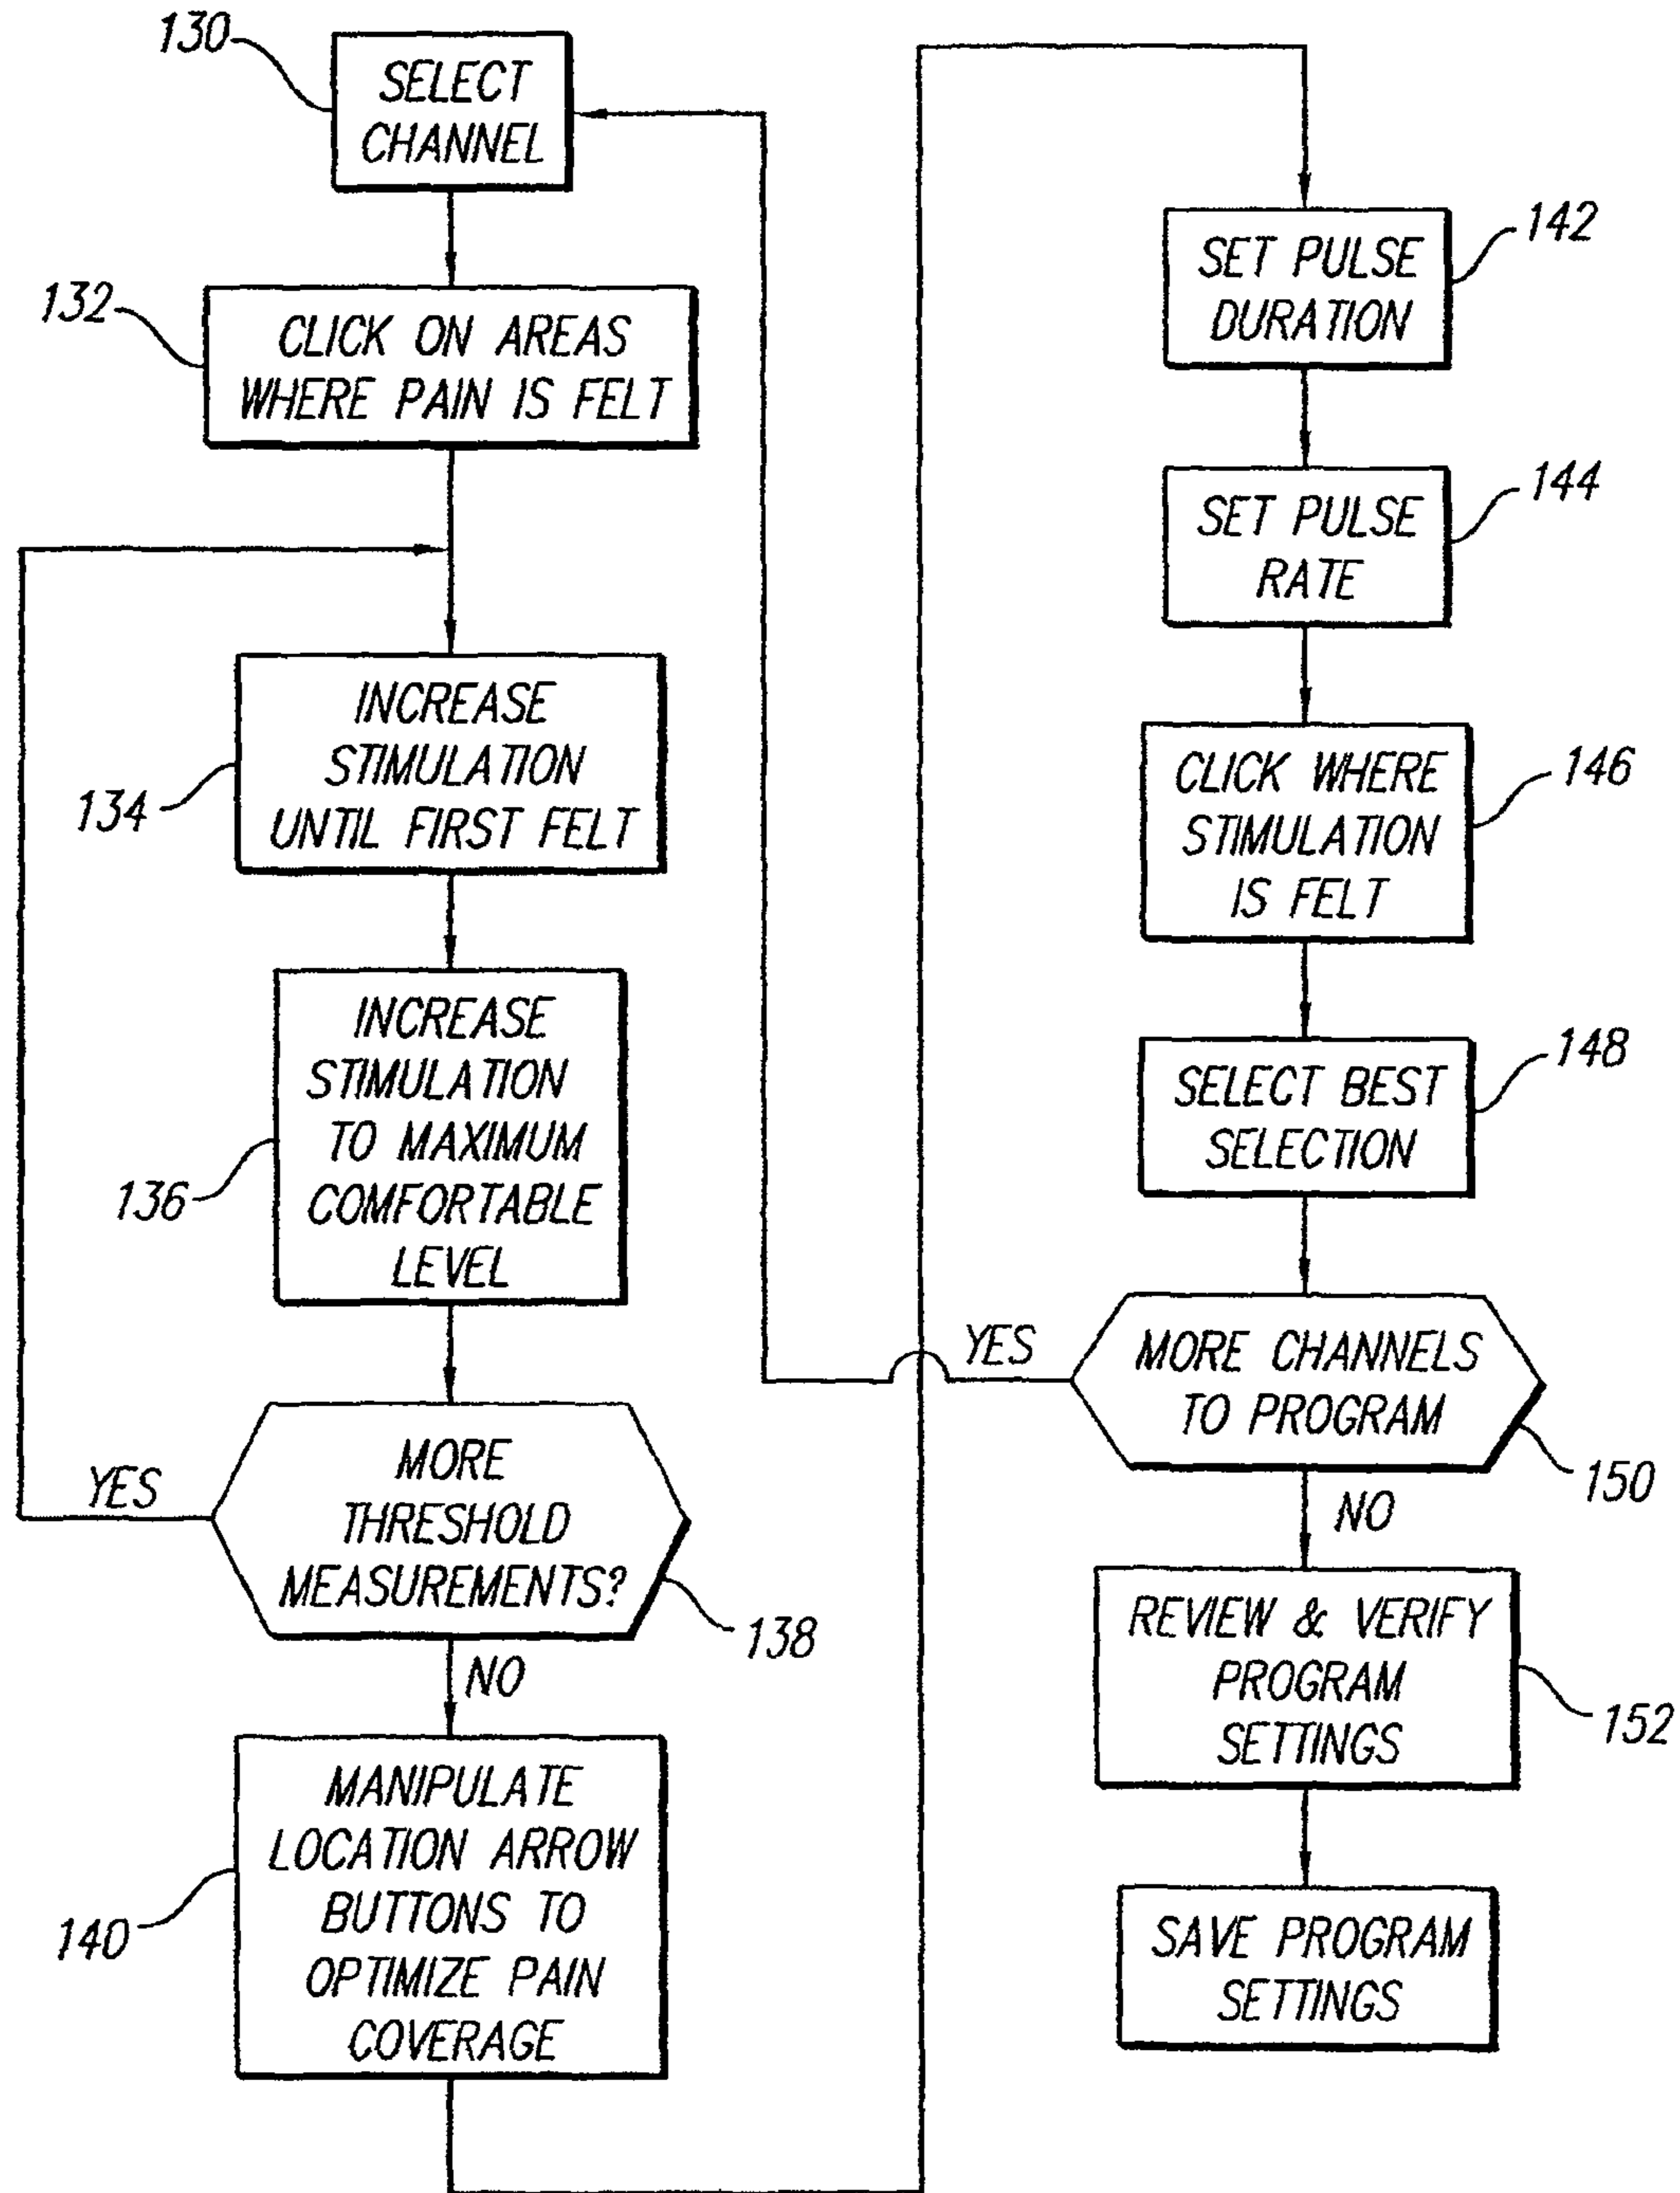 130
SELECT
CHANNEL
132
CLICK ON AREAS
WHERE PAIN IS FELT
INCREASE
STIMULATION
UNTIL FIRST FELT
134
INCREASE
STIMULATION
TO MAXIMUM
COMFORTABLE
LEVEL
136
MORE
THRESHOLD
MEASUREMENTS?
YES
138
NO
MANIPULATE
LOCATION ARROW
BUTTONS TO
OPTIMIZE PAIN
COVERAGE
140
SET PULSE
DURATION
142
SET PULSE
RATE
144
CLICK WHERE
STIMULATION
IS FELT
146
SELECT BEST
SELECTION
148
YES
MORE CHANNELS
TO PROGRAM
150
NO
REVIEW & VERIFY
PROGRAM
SETTINGS
152
SAVE PROGRAM
SETTINGS